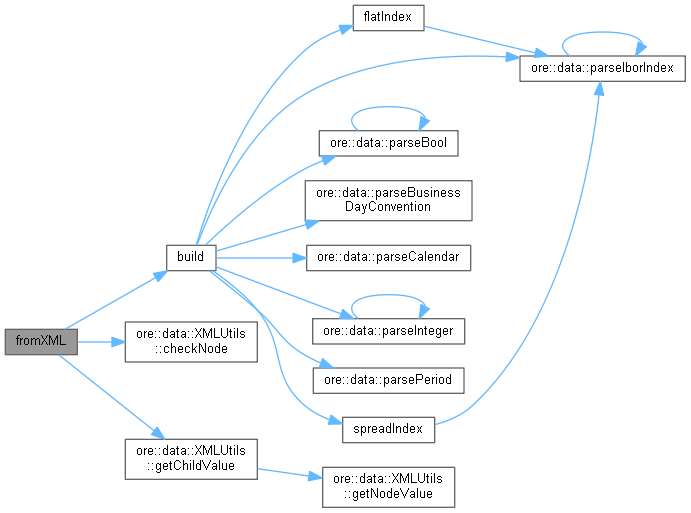 flatIndex
ore::data::parseIborIndex
ore::data::parseBool
ore::data::parseBusiness
DayConvention
build
ore::data::parseCalendar
ore::data::parseInteger
fromXML
ore::data::XMLUtils
::checkNode
ore::data::parsePeriod
spreadIndex
ore::data::XMLUtils
::getChildValue
ore::data::XMLUtils
::getNodeValue